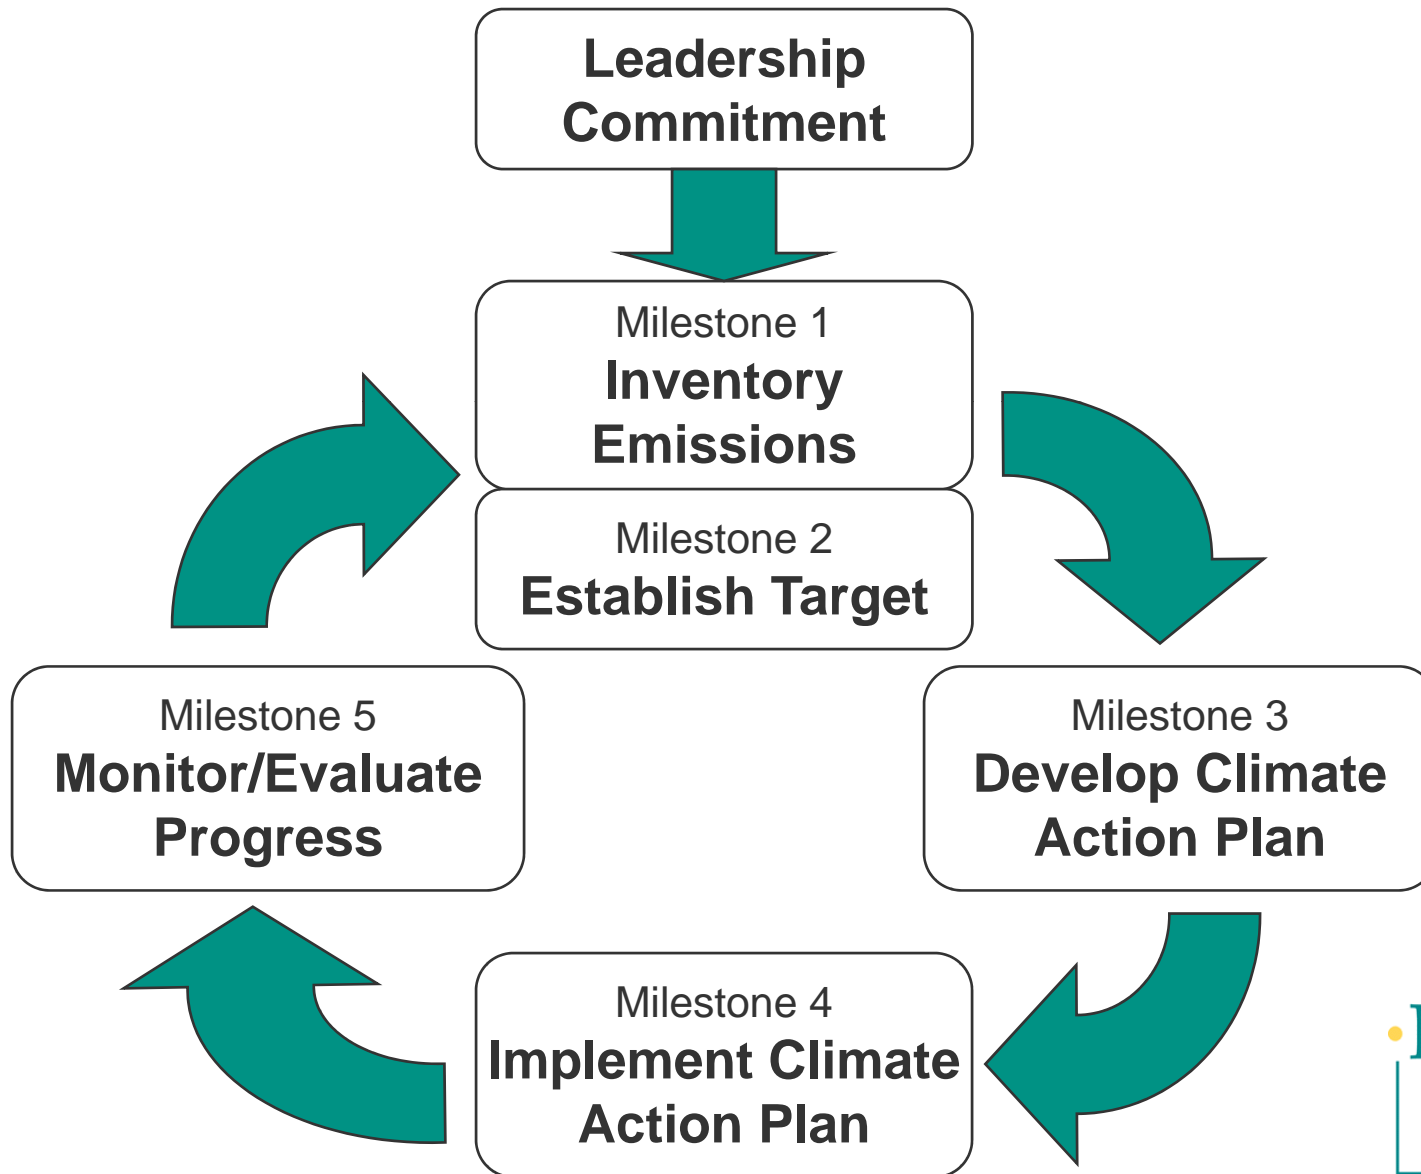 Leadership
Commitment
Milestone 1
Inventory
Emissions
Milestone 2
Establish Target
Milestone 5
Monitor/Evaluate
Progress
Milestone 3
Develop Climate
Action Plan
Milestone 4
Implement Climate
Action Plan